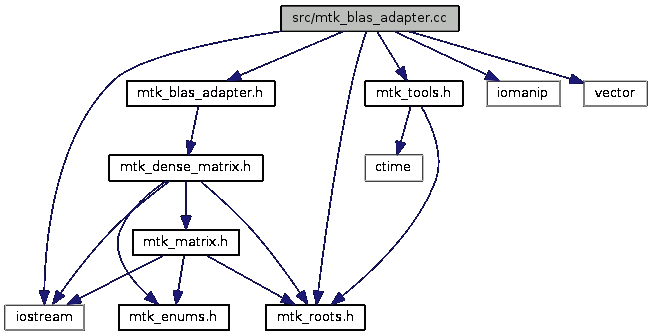 src/mtk_blas_adapter.cc
mtk_blas_adapter.h
mtk_tools.h
iomanip
vector
mtk_dense_matrix.h
ctime
mtk_matrix.h
iostream
mtk_enums.h
mtk_roots.h